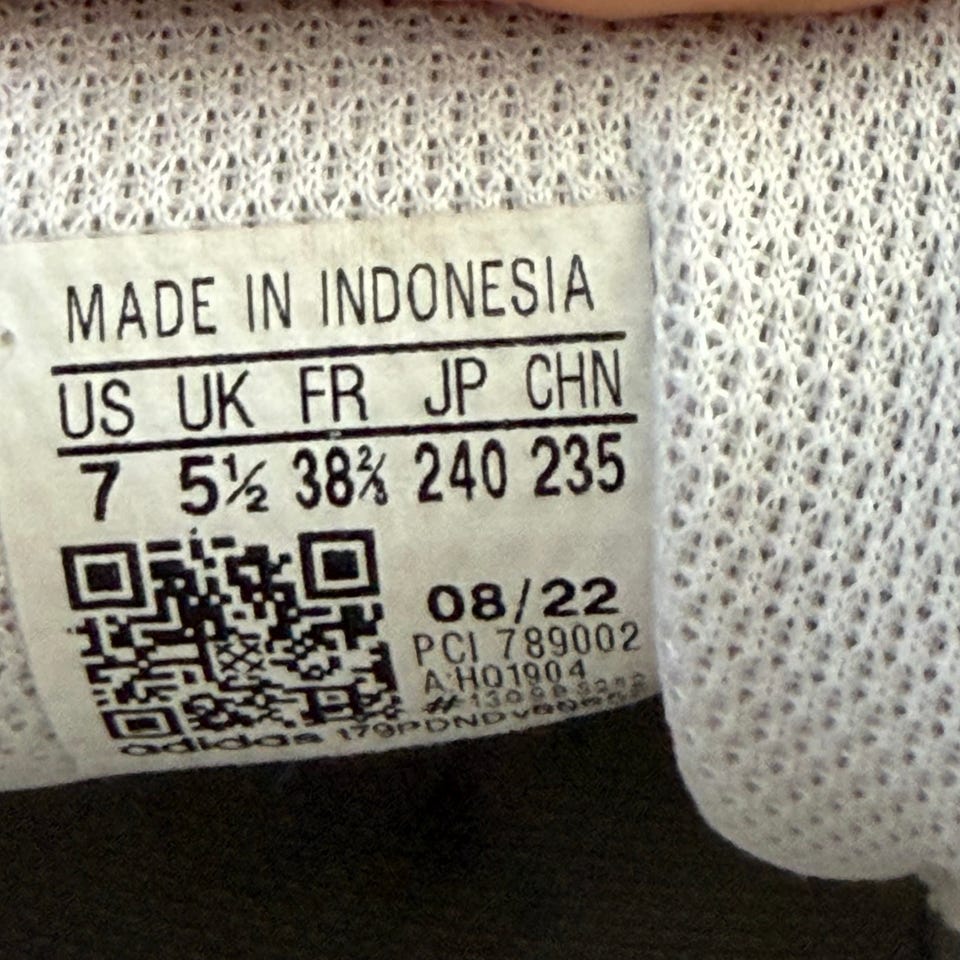 MADE IN INDONESIA
US UK FR JP CHN
7 5½ 38⅔ 240 235
08/22
PCI 789002
adidas